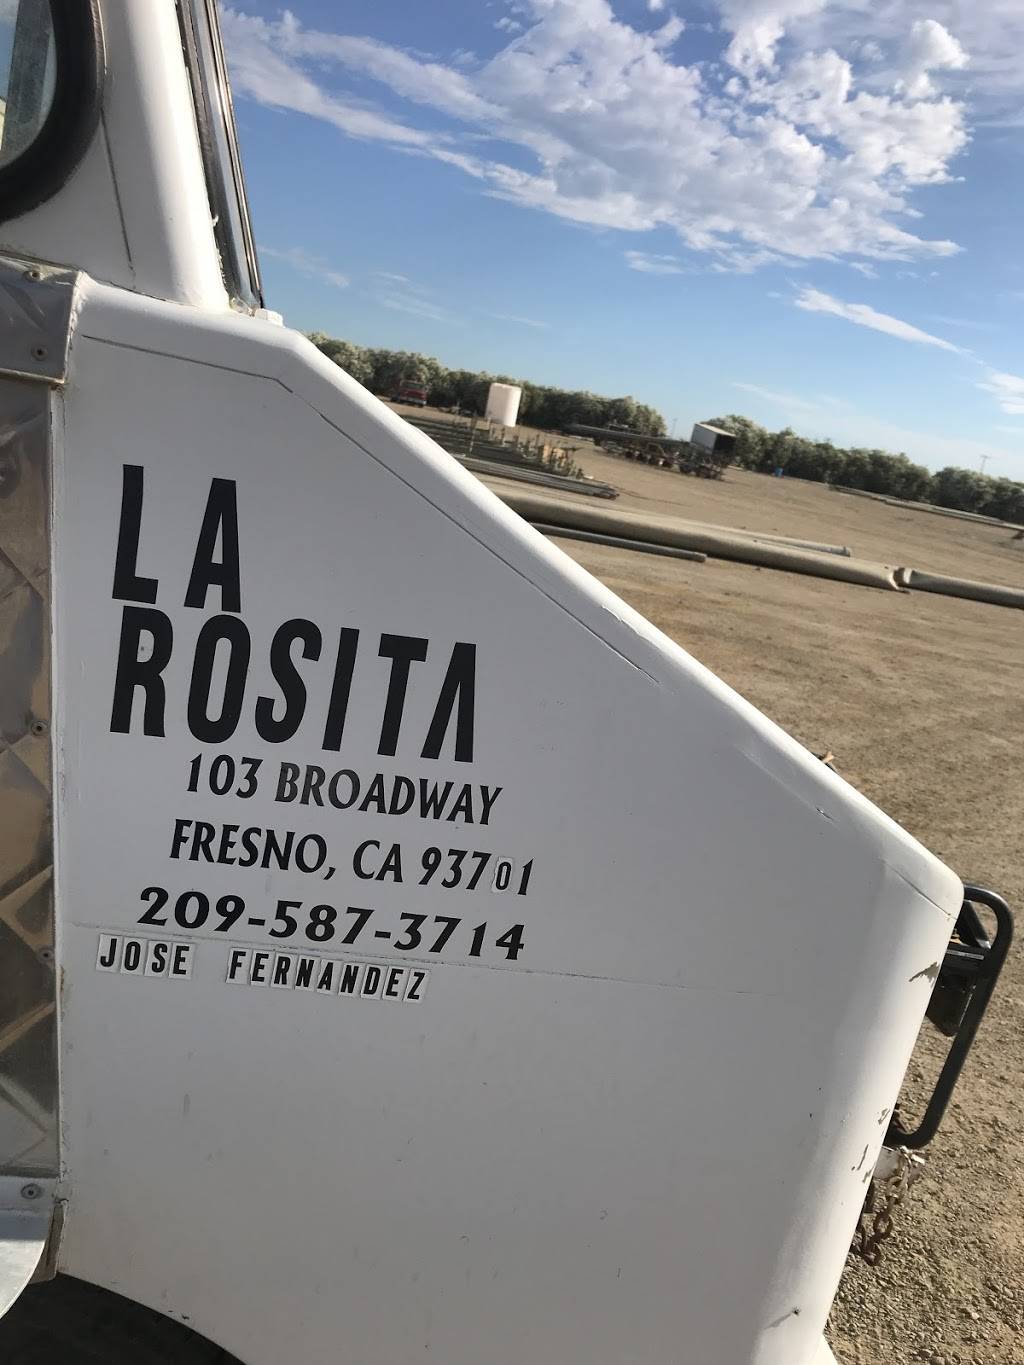 LA
ROSITA
103 BROADWAY
FRESNO, CA 93701
209-587-3714
JOSE FERNANDEZ